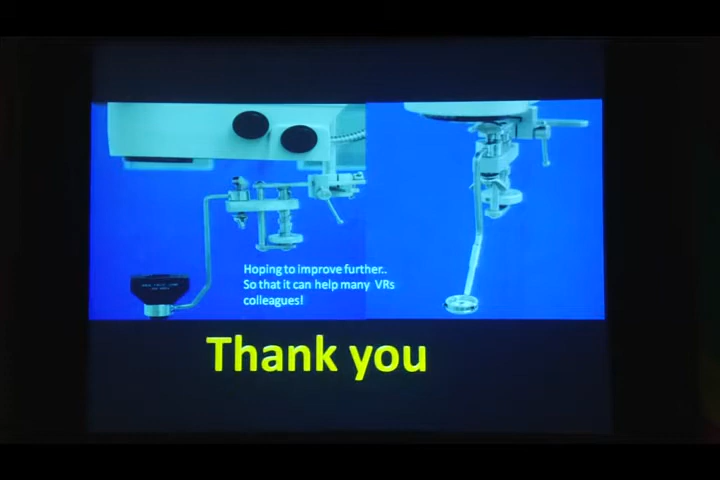 Hoping to improve further..
So that it can help many VRs
colleagues!
Thank you